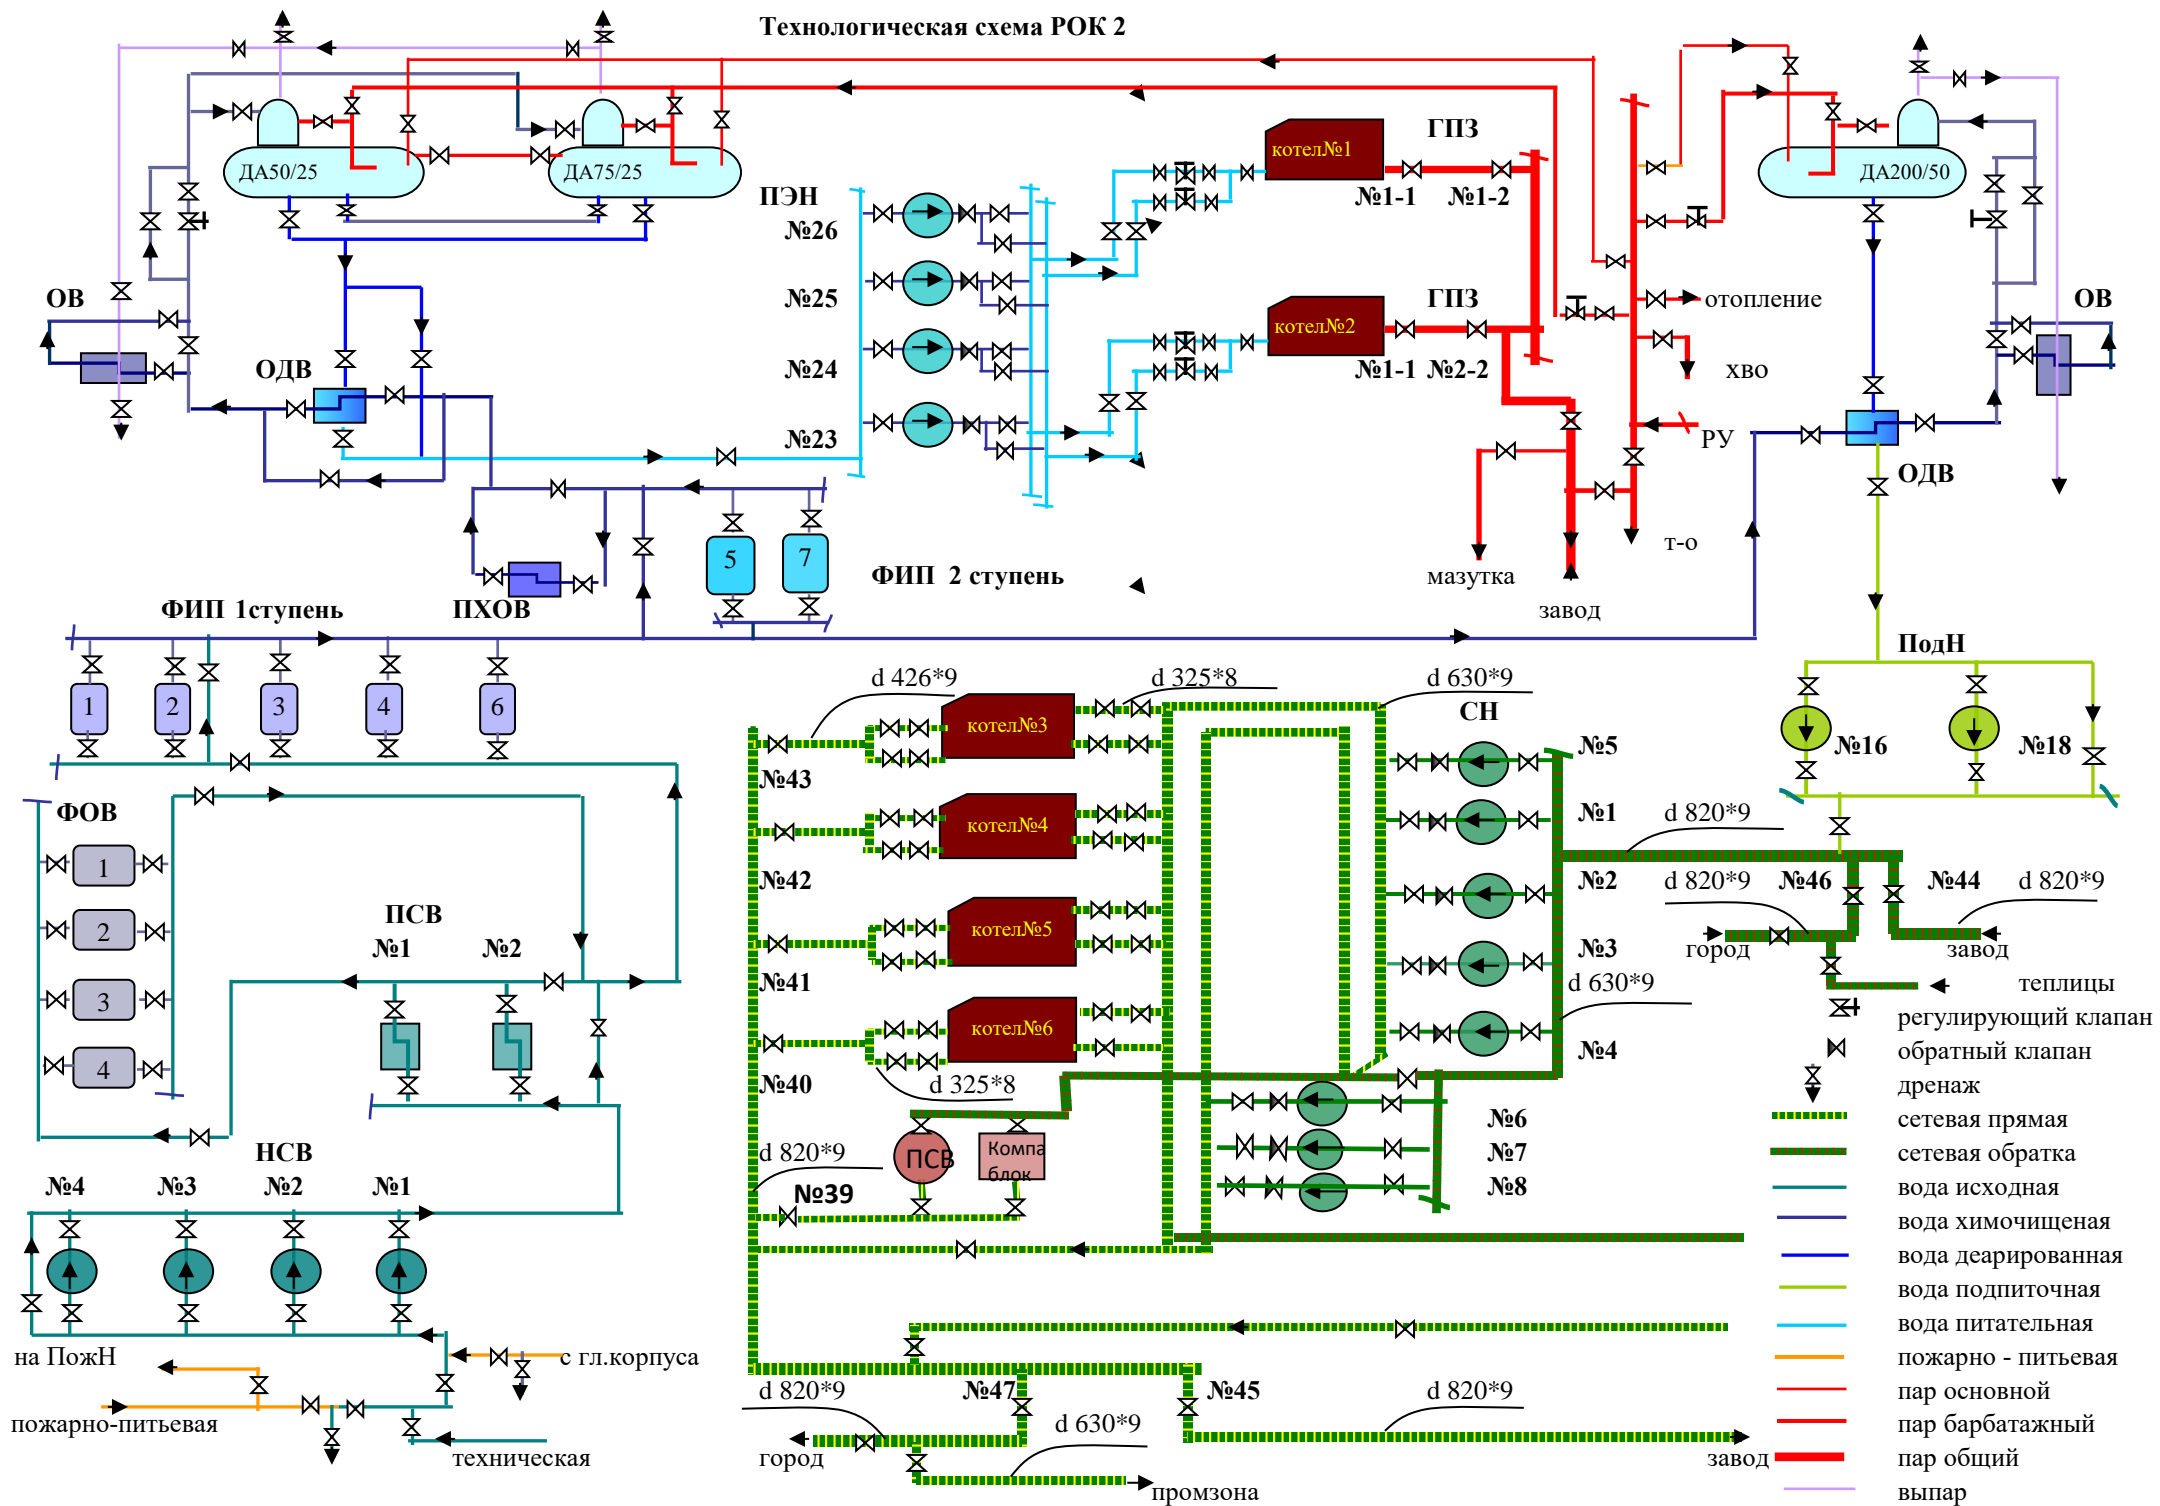 Технологическая схема РОК 2
ДА50/25
ДА75/25
ДА200/50
ПЭН
№26
№25
№24
№23
котел№1
ГПЗ
№1-1
№1-2
котел№2
ГПЗ
№1-1
№2-2
отопление
хво
РУ
т-о
мазутка
завод
ОВ
ОДВ
ОВ
ОДВ
5
7
ФИП 2 ступень
ФИП 1ступень
ПХОВ
1
2
3
4
6
ПодН
№16
№18
ФОВ
1
2
3
4
ПСВ
№1
№2
НСВ
№4
№3
№2
№1
на ПожН
с гл.корпуса
пожарно-питьевая
техническая
d 426*9
d 325*8
d 630*9
СН
котел№3
№43
котел№4
№42
котел№5
№41
котел№6
№40
d 325*8
№5
№1
№2
№3
d 630*9
№4
№6
№7
№8
d 820*9
d 820*9
№46
№44
d 820*9
город
завод
теплицы
d 820*9
ПСВ
Компа
блок
№39
№47
№45
d 820*9
d 630*9
d 820*9
город
промзона
завод
регулирующий клапан
обратный клапан
дренаж
сетевая прямая
сетевая обратка
вода исходная
вода химочищеная
вода деарированная
вода подпиточная
вода питательная
пожарно - питьевая
пар основной
пар барбатажный
пар общий
выпар